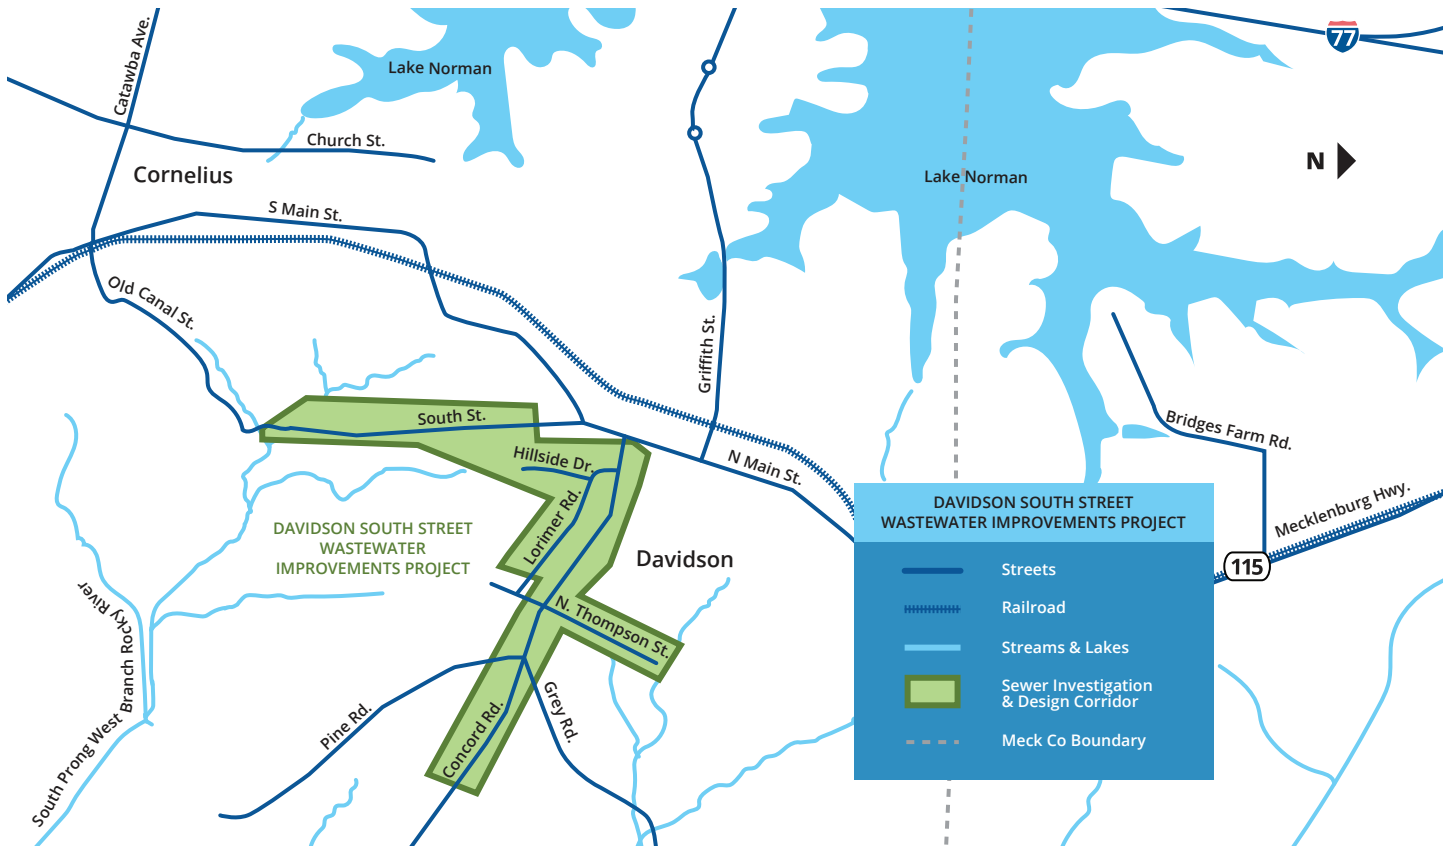 Catawba Ave.
Lake Norman
77
Church St.
N
Cornelius
Lake Norman
S Main St.
Old Canal St.
Griffith St.
South St.
Bridges Farm Rd.
Hillside Dr.
N Main St.
Lorimer Rd.
Mecklenburg Hwy.
115
DAVIDSON SOUTH STREET
WASTEWATER
IMPROVEMENTS PROJECT
Davidson
N. Thompson St.
South Prong West Branch Rocky River
Pine Rd.
Grey Rd.
Concord Rd.
DAVIDSON SOUTH STREET
WASTEWATER IMPROVEMENTS PROJECT
Streets
Railroad
Streams & Lakes
Sewer Investigation
& Design Corridor
Meck Co Boundary